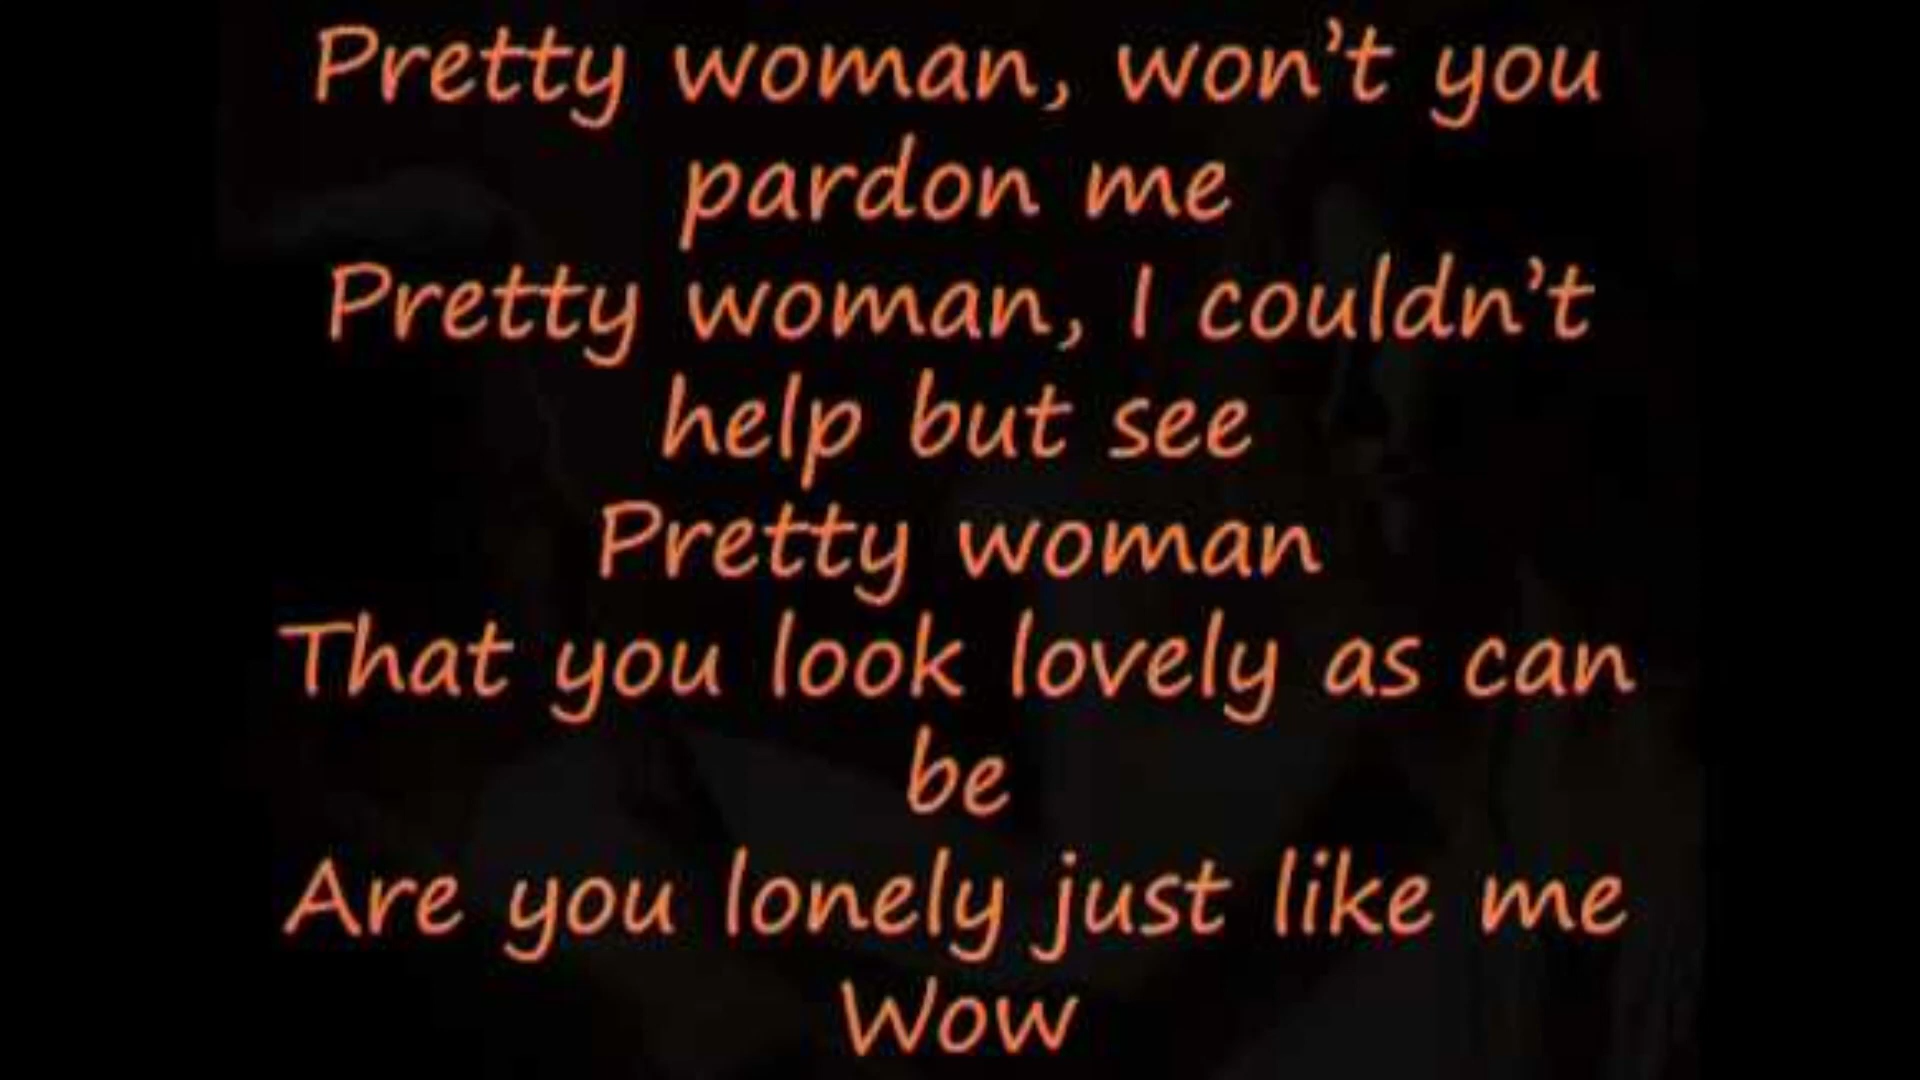 Pretty woman, won't you
pardon me
Pretty woman, I couldn't
help but see
Pretty woman
That you look lovely as can
be
Are you lonely just like me
Wow